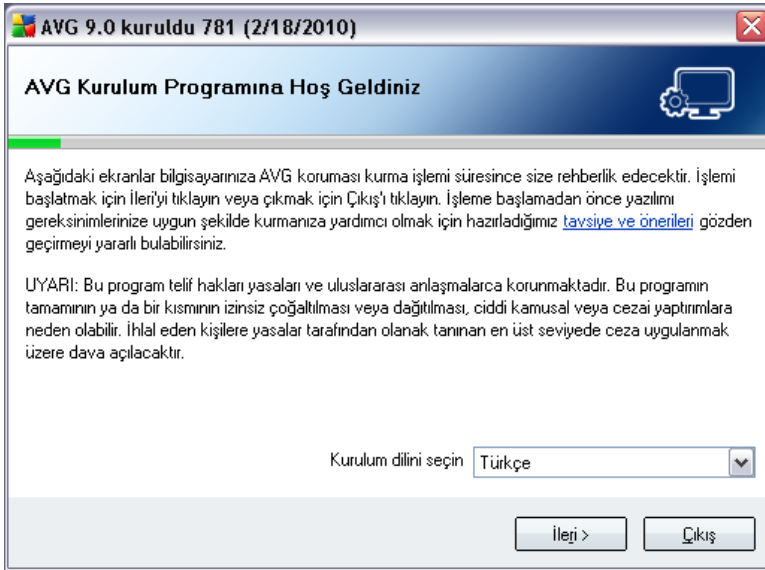 AVG 9.0 kuruldu 781 (2/18/2010)
AVG Kurulum Programına Hoş Geldiniz
Aşağıdaki ekranlar bilgisayarınıza AVG koruması kurma işlemi süresince size rehberlik edecektir. İşlemi
başlatmak için İleri'yi tıklayın veya çıkmak için Çıkış'ı tıklayın. İşleme başlamadan önce yazılımı
gereksinimlerinize uygun şekilde kurmanıza yardımcı olmak için hazırladığımız tavsiye ve önerileri gözden
geçirmeyi yararlı bulabilirsiniz.
UYARI: Bu program telif hakları yasaları ve uluslararası anlaşmalarca korunmaktadır. Bu programın
tamamının ya da bir kısmının izinsiz çoğaltılması veya dağıtılması, ciddi kamusal veya cezai yaptırımlara
neden olabilir. İhlal eden kişilere yasalar tarafından olanak tanınan en üst seviyede ceza uygulanmak
üzere dava açılacaktır.
Kurulum dilini seçin Türkçe
İleri > Çıkış